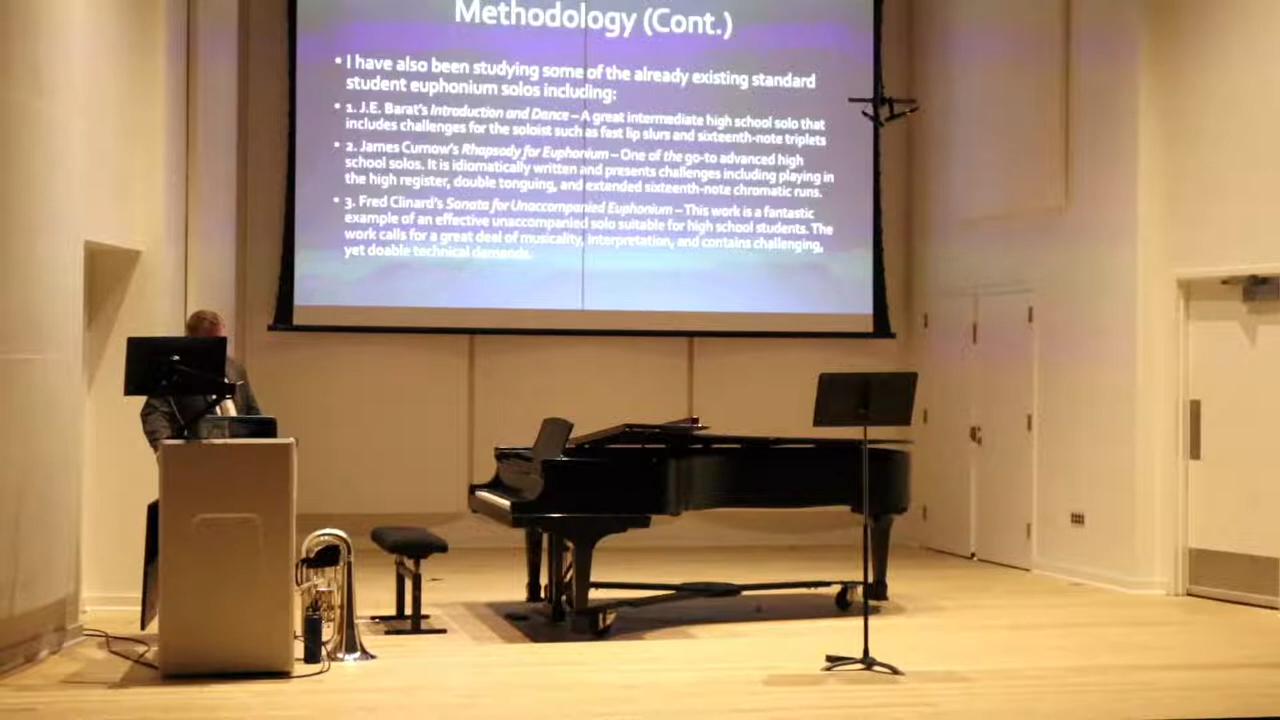 Methodology (Cont.)
• I have also been studying some of the already existing standard
student euphonium solos including:
• 1. J.E. Barat's Introduction and Dance – A great intermediate high school solo that
includes challenges for the soloist such as fast lip slurs and sixteenth-note triplets
• 2. James Curnow's Rhapsody for Euphonium – One of the go-to advanced high
school solos. It is idiomatically written and presents challenges including playing in
the high register, double tonguing, and extended sixteenth-note chromatic runs.
• 3. Fred Clinard's Sonata for Unaccompanied Euphonium – This work is a fantastic
example of an effective unaccompanied solo suitable for high school students. The
work calls for a great deal of musicality, interpretation, and contains challenging,
yet doable technical demands.